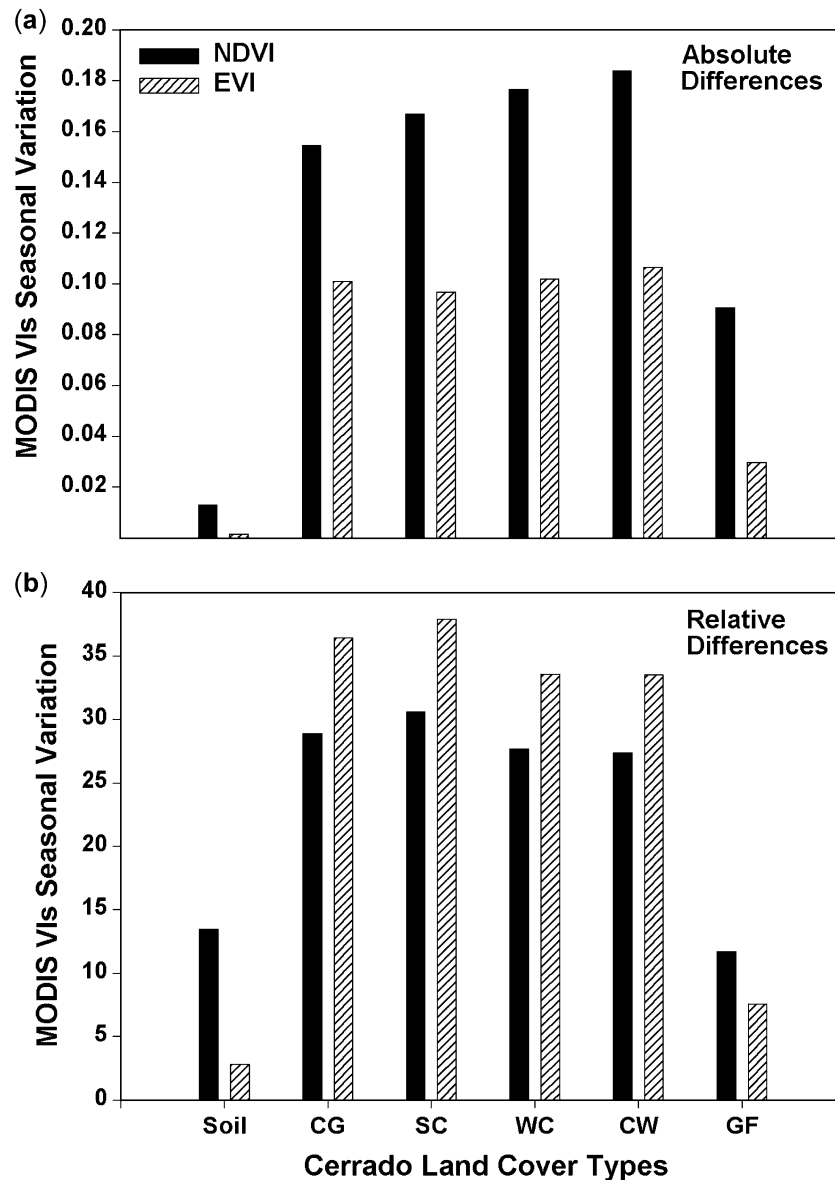 (a)
MODIS VIs Seasonal Variation
0.20
0.18
0.16
0.14
0.12
0.10
0.08
0.06
0.04
0.02
NDVI
EVI
Absolute
Differences
(b)
MODIS VIs Seasonal Variation
40
35
30
25
20
15
10
5
0
Relative
Differences
Soil CG SC WC CW GF
Cerrado Land Cover Types